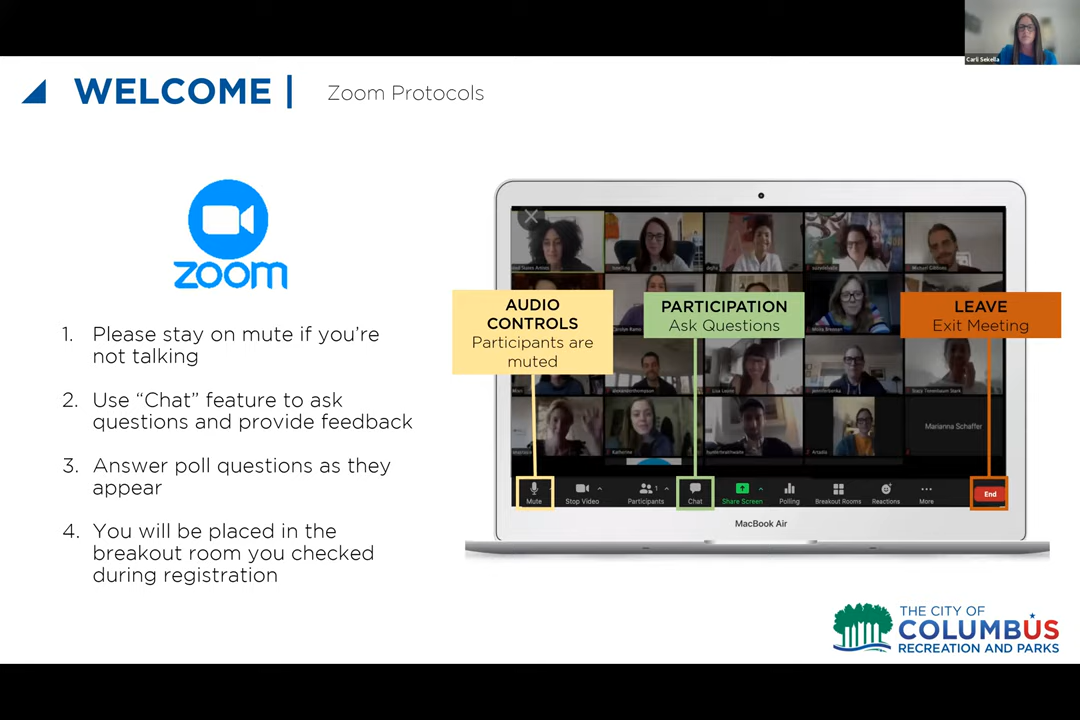 Carli Sekella
WELCOME |
Zoom Protocols
zoom
1. Please stay on mute if you're
not talking
2. Use "Chat" feature to ask
questions and provide feedback
3. Answer poll questions as they
appear
4. You will be placed in the
breakout room you checked
during registration
AUDIO
CONTROLS
Participants are
muted
PARTICIPATION
Ask Questions
LEAVE
Exit Meeting
Marianna Schaffer
Katherine
Artadia
Mute
Stop Video
Participants
1
Chat
Share Screen
Polling
Breakout Rooms
Reactions
More
End
MacBook Air
THE CITY OF
COLUMBUS
RECREATION AND PARKS